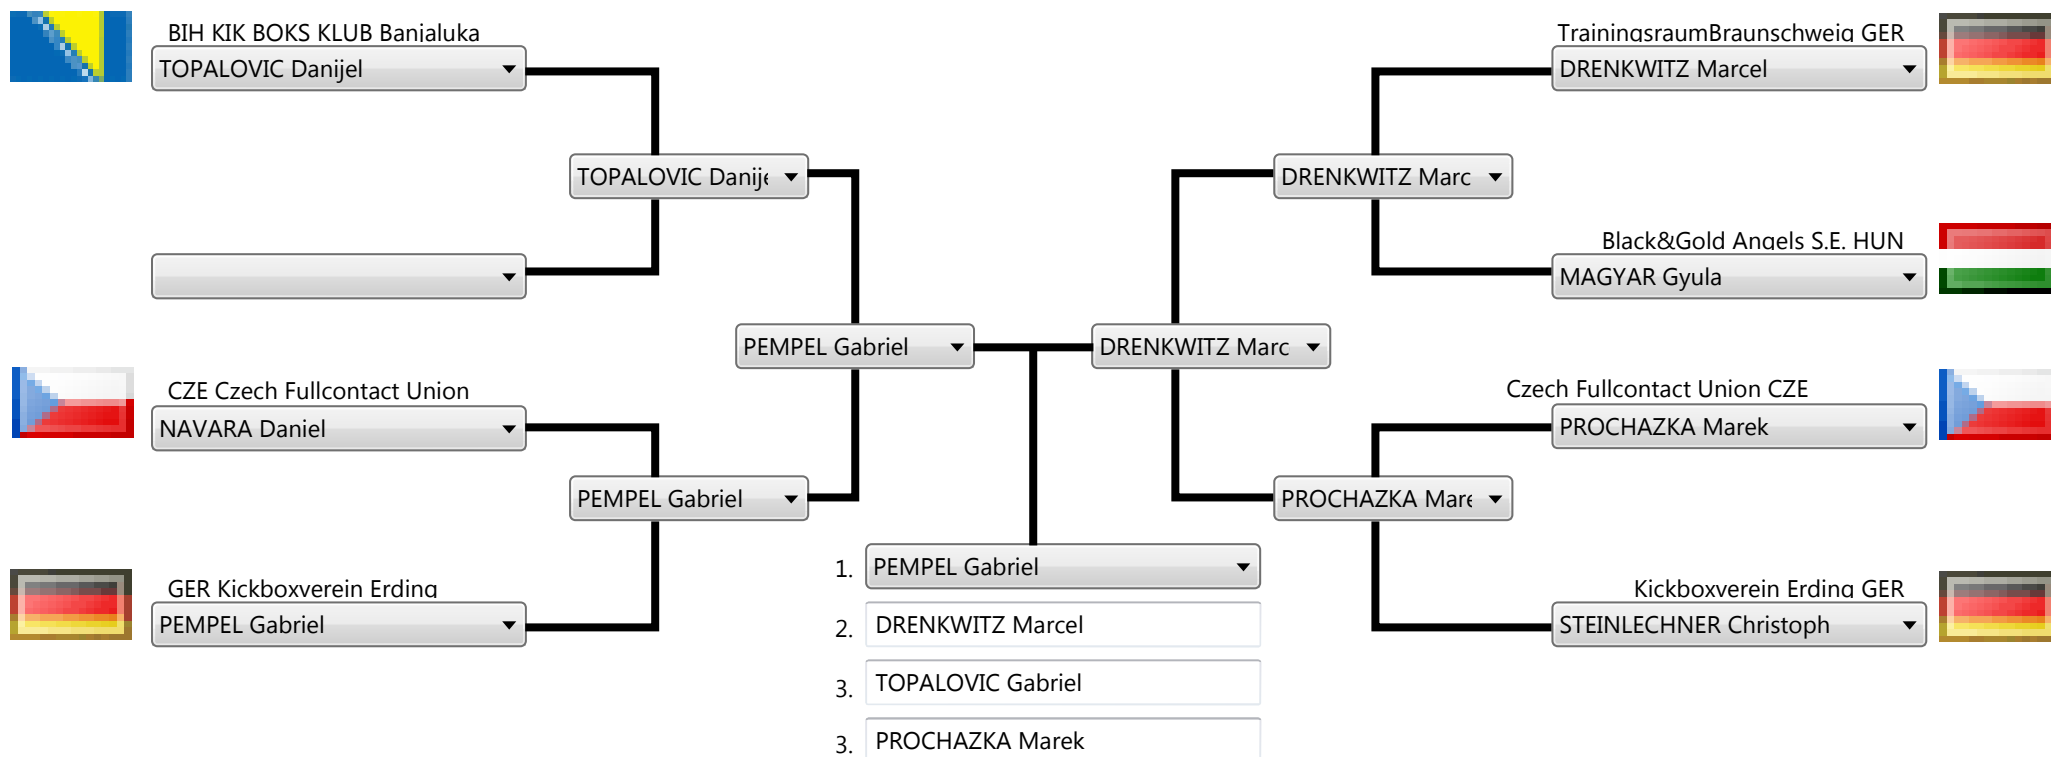 BIH KIK BOKS KLUB Banjaluka
TOPALOVIC Danijel
TrainingsraumBraunschweig GER
DRENKWITZ Marcel
TOPALOVIC Danije
DRENKWITZ Marc
Black&Gold Angels S.E. HUN
MAGYAR Gyula
PEMPEL Gabriel
DRENKWITZ Marc
CZE Czech Fullcontact Union
NAVARA Daniel
Czech Fullcontact Union CZE
PROCHAZKA Marek
PEMPEL Gabriel
PROCHAZKA Mare
GER Kickboxverein Erding
PEMPEL Gabriel
Kickboxverein Erding GER
STEINLECHNER Christoph
1. PEMPEL Gabriel
2. DRENKWITZ Marcel
3. TOPALOVIC Gabriel
3. PROCHAZKA Marek